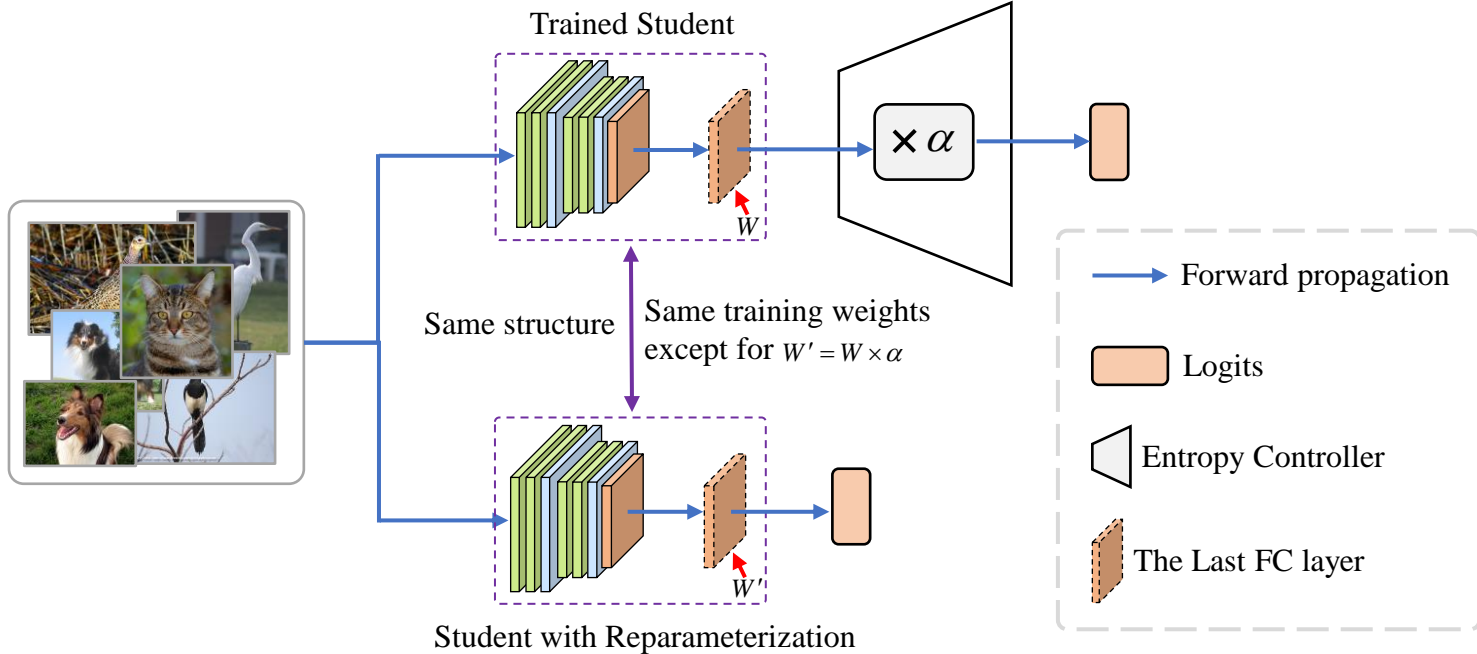 Trained Student
× α
W
Same structure
Same training weights
except for W' = W × α
W'
Student with Reparameterization
Forward propagation
Logits
Entropy Controller
The Last FC layer